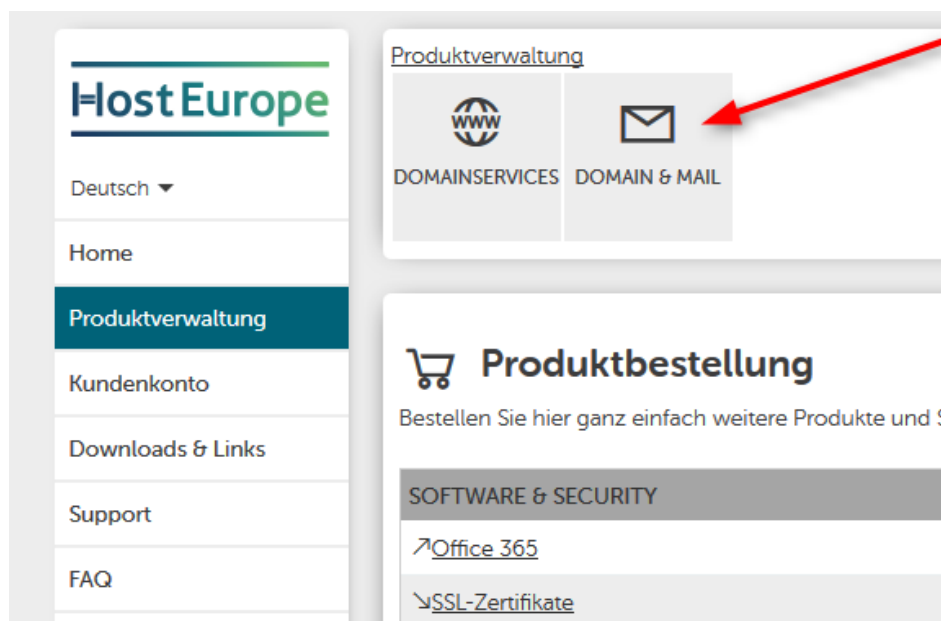 HostEurope
Deutsch
Home
Produktverwaltung
Kundenkonto
Downloads & Links
Support
FAQ
Produktverwaltung
www
DOMAINSERVICES
DOMAIN & MAIL
Produktbestellung
Bestellen Sie hier ganz einfach weitere Produkte und
SOFTWARE & SECURITY
Office 365
SSL-Zertifikate